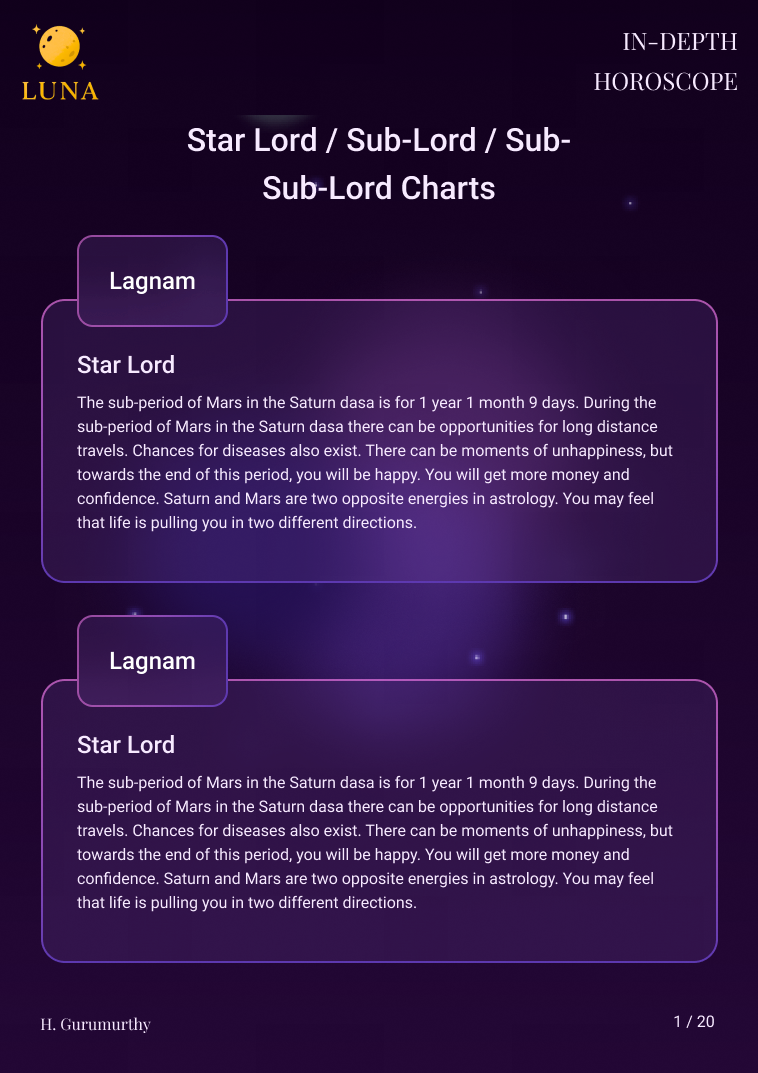 LUNA
IN-DEPTH
HOROSCOPE
Star Lord / Sub-Lord / Sub-
Sub-Lord Charts
Lagnam
Star Lord
The sub-period of Mars in the Saturn dasa is for 1 year 1 month 9 days. During the
sub-period of Mars in the Saturn dasa there can be opportunities for long distance
travels. Chances for diseases also exist. There can be moments of unhappiness, but
towards the end of this period, you will be happy. You will get more money and
confidence. Saturn and Mars are two opposite energies in astrology. You may feel
that life is pulling you in two different directions.
Lagnam
Star Lord
The sub-period of Mars in the Saturn dasa is for 1 year 1 month 9 days. During the
sub-period of Mars in the Saturn dasa there can be opportunities for long distance
travels. Chances for diseases also exist. There can be moments of unhappiness, but
towards the end of this period, you will be happy. You will get more money and
confidence. Saturn and Mars are two opposite energies in astrology. You may feel
that life is pulling you in two different directions.
H. Gurumurthy
1 / 20